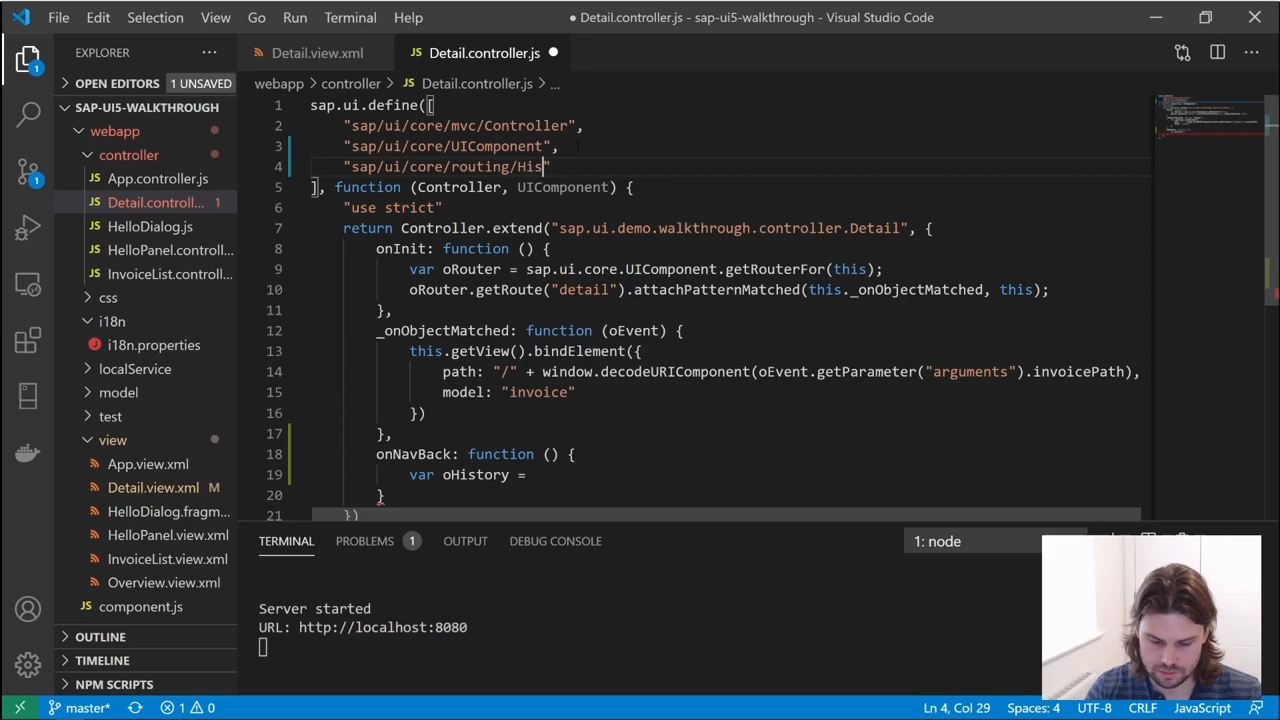 File Edit Selection View Go Run Terminal Help
● Detail.controller.js - sap-ui5-walkthrough - Visual Studio Code
EXPLORER
OPEN EDITORS 1 UNSAVED
SAP-UI5-WALKTHROUGH
webapp
controller
App.controller.js
Detail.controll... 1
HelloDialog.js
HelloPanel.controll...
InvoiceList.controll...
css
i18n
i18n.properties
localService
model
test
view
App.view.xml
Detail.view.xml M
HelloDialog.fragm...
HelloPanel.view.xml
InvoiceList.view.xml
Overview.view.xml
component.js
OUTLINE
TIMELINE
NPM SCRIPTS
1
1
Detail.view.xml
JS Detail.controller.js
webapp > controller > JS Detail.controller.js > ...
1 sap.ui.define([
2 "sap/ui/core/mvc/Controller",
3 "sap/ui/core/UIComponent",
4 "sap/ui/core/routing/His"
5 ], function (Controller, UIComponent) {
6 "use strict"
7 return Controller.extend("sap.ui.demo.walkthrough.controller.Detail", {
8 onInit: function () {
9 var oRouter = sap.ui.core.UIComponent.getRouterFor(this);
10 oRouter.getRoute("detail").attachPatternMatched(this._onObjectMatched, this);
11 },
12 _onObjectMatched: function (oEvent) {
13 this.getView().bindElement({
14 path: "/" + window.decodeURIComponent(oEvent.getParameter("arguments").invoicePath),
15 model: "invoice"
16 })
17 },
18 onNavBack: function () {
19 var oHistory =
20 }
21 })
TERMINAL PROBLEMS 1 OUTPUT DEBUG CONSOLE
1: node
Server started
URL: http://localhost:8080
master* 1 0
Ln 4, Col 29 Spaces: 4 UTF-8 CRLF JavaScript